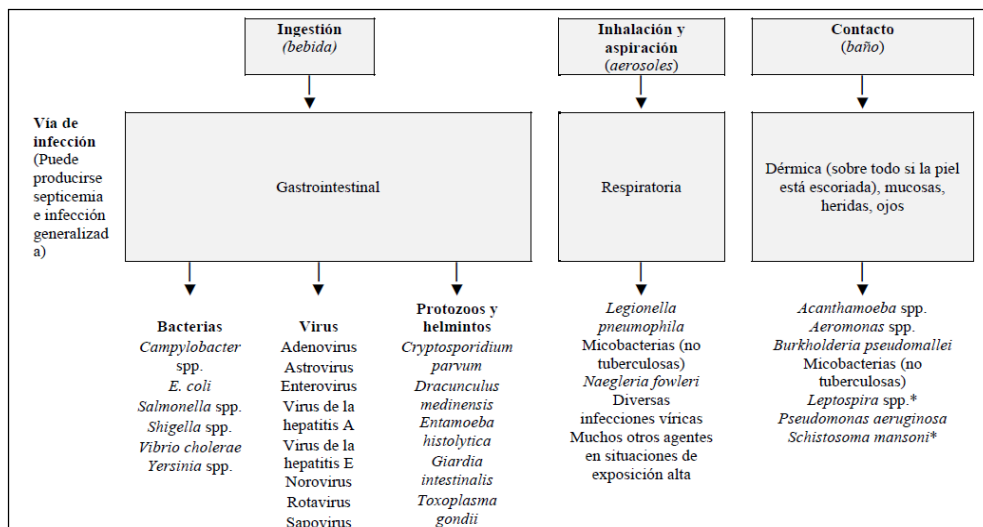 Ingestión
(bebida)
Inhalación y
aspiración
(aerosoles)
Contacto
(baño)
Vía de
infección
(Puede
producirse
septicemia
e infección
generalizad
a)
Gastrointestinal
Respiratoria
Dérmica (sobre todo si la piel
está escoriada), mucosas,
heridas, ojos
Bacterias
Campylobacter
spp.
E. coli
Salmonella spp.
Shigella spp.
Vibrio cholerae
Yersinia spp.
Virus
Adenovirus
Astrovirus
Enterovirus
Virus de la
hepatitis A
Virus de la
hepatitis E
Norovirus
Rotavirus
Sapovirus
Protozoos y
helmintos
Cryptosporidium
parvum
Dracunculus
medinensis
Entamoeba
histolytica
Giardia
intestinalis
Toxoplasma
gondii
Legionella
pneumophila
Micobacterias (no
tuberculosas)
Naegleria fowleri
Diversas
infecciones víricas
Muchos otros agentes
en situaciones de
exposición alta
Acanthamoeba spp.
Aeromonas spp.
Burkholderia pseudomallei
Micobacterias (no
tuberculosas)
Leptospira spp.*
Pseudomonas aeruginosa
Schistosoma mansoni*